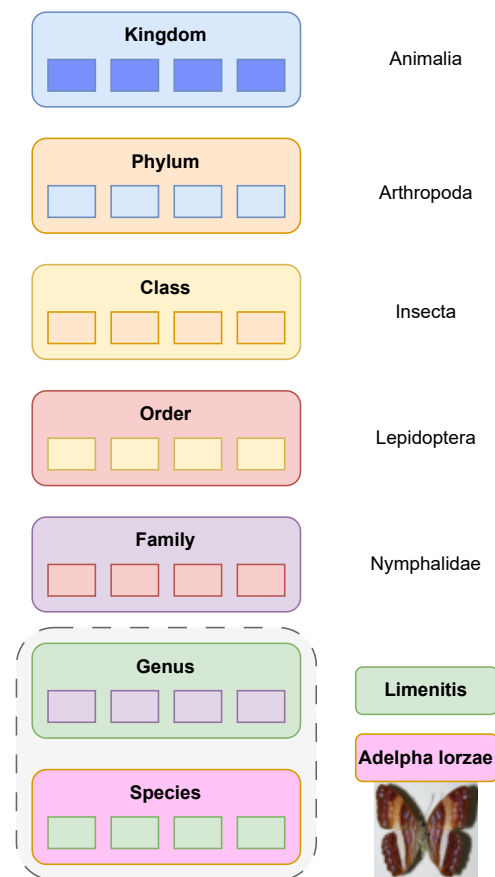 Kingdom
Animalia
Phylum
Arthropoda
Class
Insecta
Order
Lepidoptera
Family
Nymphalidae
Genus
Limenitis
Adelpha lorzae
Species